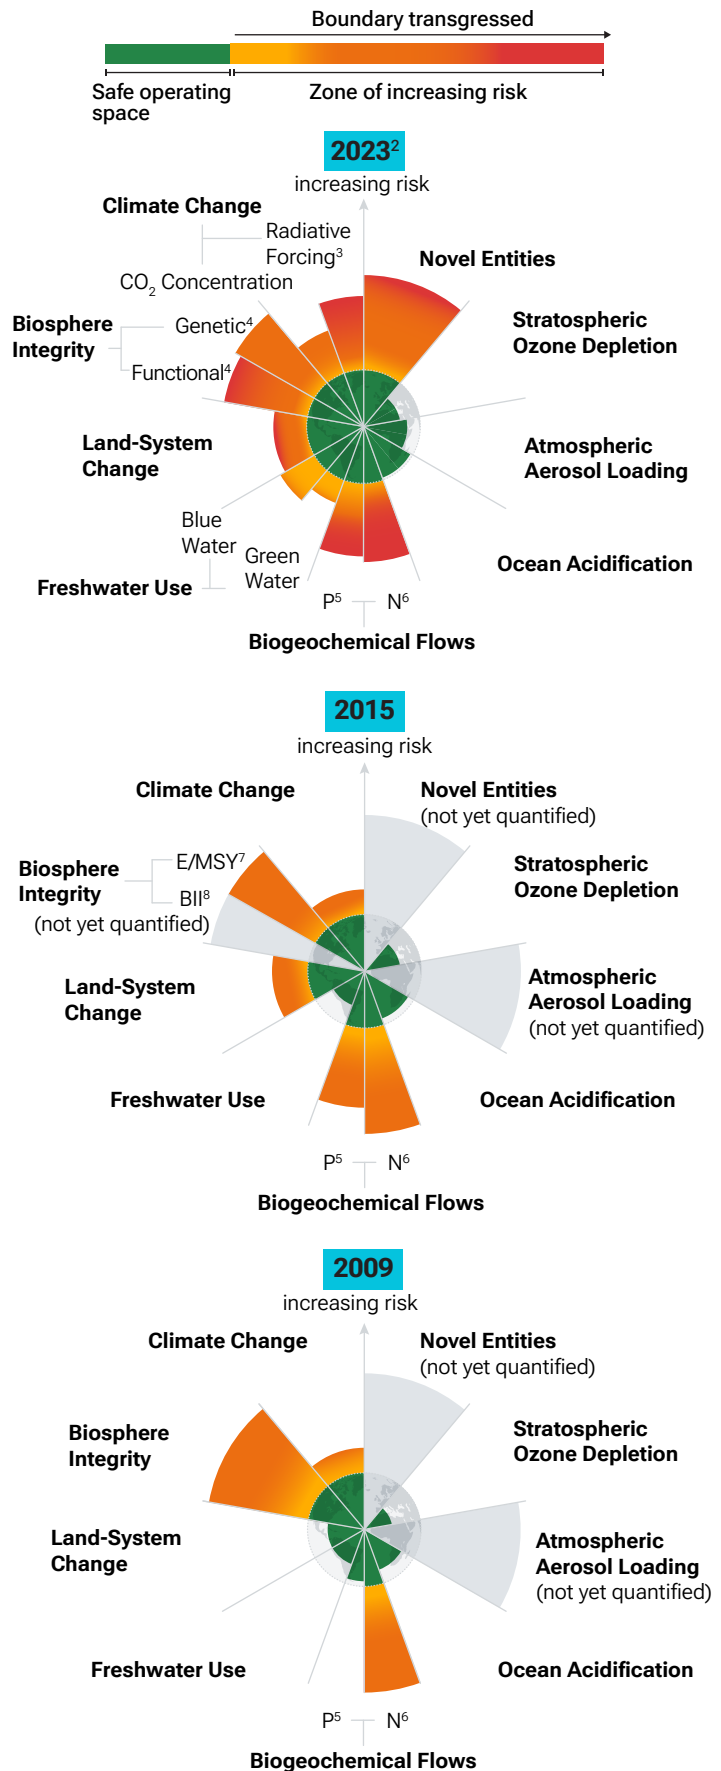 Boundary transgressed
Safe operating
space
Zone of increasing risk
2023²
increasing risk
Climate Change
Radiative
Forcing³
CO₂ Concentration
Novel Entities
Biosphere
Integrity
Genetic⁴
Functional⁴
Stratospheric
Ozone Depletion
Land-System
Change
Atmospheric
Aerosol Loading
Blue
Water
Green
Water
Freshwater Use
Ocean Acidification
P⁵
N⁶
Biogeochemical Flows
2015
increasing risk
Climate Change
Novel Entities
(not yet quantified)
Biosphere
Integrity
(not yet quantified)
E/MSY⁷
BII⁸
Stratospheric
Ozone Depletion
Land-System
Change
Atmospheric
Aerosol Loading
(not yet quantified)
Freshwater Use
Ocean Acidification
P⁵
N⁶
Biogeochemical Flows
2009
increasing risk
Climate Change
Novel Entities
(not yet quantified)
Biosphere
Integrity
Stratospheric
Ozone Depletion
Land-System
Change
Atmospheric
Aerosol Loading
(not yet quantified)
Freshwater Use
Ocean Acidification
P⁵
N⁶
Biogeochemical Flows